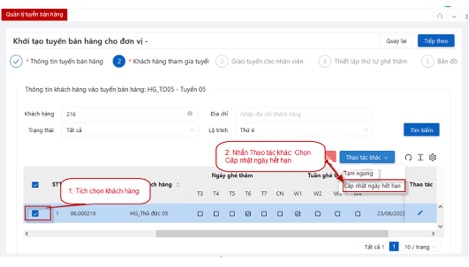 Quản lý tuyến bán hàng
Khởi tạo tuyến bán hàng cho đơn vị -
Quay lại
Tiếp theo
* Thông tin tuyến bán hàng
2 * Khách hàng tham gia tuyến
3 Giao tuyến cho nhân viên
4 Thiết lập thứ tự ghé thăm
5 Bản đồ
Thông tin khách hàng vào tuyến bán hàng: HG_TD05 - Tuyến 05
Khách hàng 216
Địa chỉ Nhập địa chỉ khách hàng
Trạng thái Tất cả
Lộ trình Thứ 6
Tìm kiếm
2. Nhấn Thao tác khác: Chọn
Cập nhật ngày hết hạn
Thao tác khác
Tạm ngưng
Cập nhật ngày hết hạn
1. Tích chọn khách hàng
STT
hách hàng
Ngày ghé thăm
Tuần ghé
Thao tác
T3 T4 T5 T6 T7 CN W1 W2 W3 W4
1 06.000216 HG_Thủ đức 05 23/06/2023
Tất cả 1 1 10 / trang